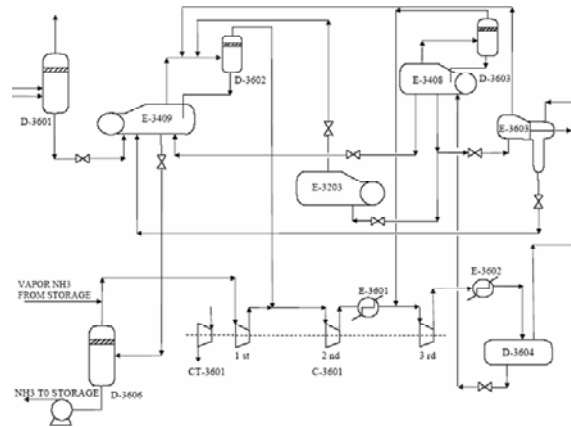 D-3602
E-3408
D-3603
D-3601
E-3409
E-3603
E-3203
VAPOR NH3
FROM STORAGE
E-3601
E-3602
1 st
2 nd
3 rd
D-3604
CT-3601
C-3601
NH3 T0 STORAGE
D-3606